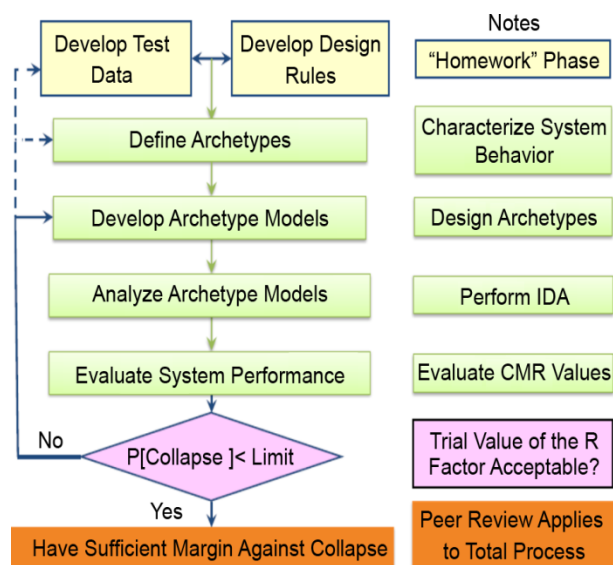 Notes
Develop Test
Data
Develop Design
Rules
"Homework" Phase
Define Archetypes
Characterize System
Behavior
Develop Archetype Models
Design Archetypes
Analyze Archetype Models
Perform IDA
Evaluate System Performance
Evaluate CMR Values
No
P[Collapse ]< Limit
Trial Value of the R
Factor Acceptable?
Yes
Have Sufficient Margin Against Collapse
Peer Review Applies
to Total Process